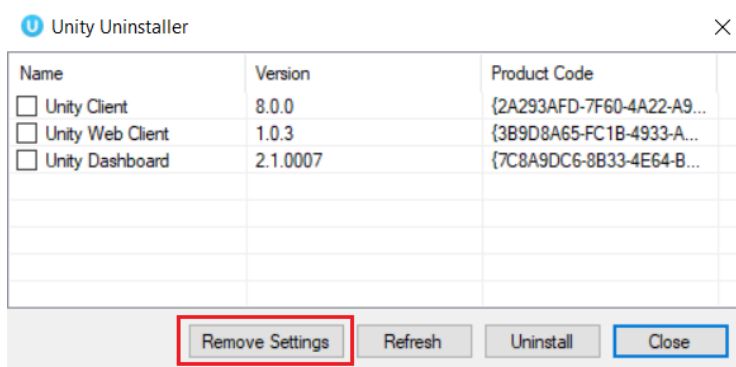 Unity Uninstaller
Name Version Product Code
Unity Client 8.0.0 {2A293AFD-7F60-4A22-A9...
Unity Web Client 1.0.3 {3B9D8A65-FC1B-4933-A...
Unity Dashboard 2.1.0007 {7C8A9DC6-8B33-4E64-B...
Remove Settings Refresh Uninstall Close